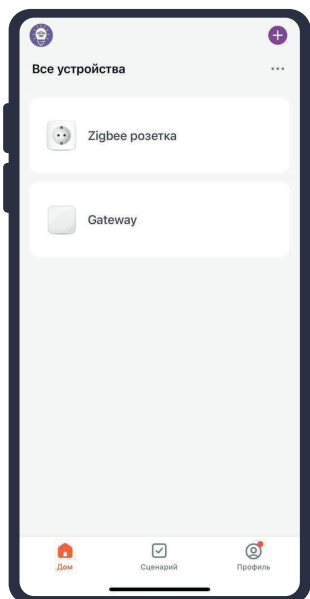 Все устройства
Zigbee розетка
Gateway
Дом
Сценарий
Профиль